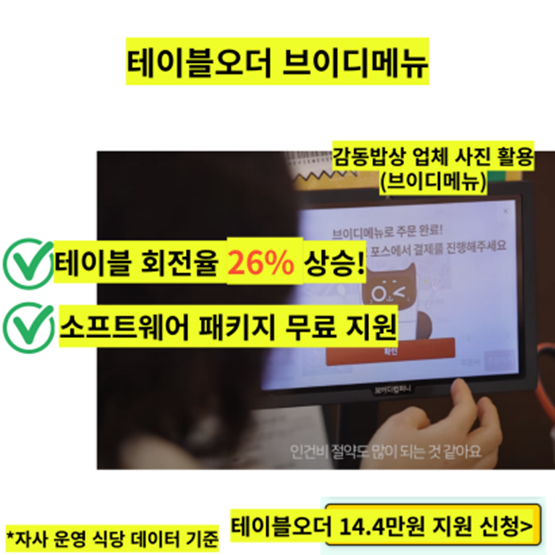 테이블오더 브이디메뉴
감동밥상 업체 사진 활용
(브이디메뉴)
브이디메뉴로 주문 완료!
포스에서 결제를 진행해주세요
테이블 회전율 26% 상승!
소프트웨어 패키지 무료 지원
확인
인건비 절약도 많이 되는 것 같아요
테이블오더 14.4만원 지원 신청>
*자사 운영 식당 데이터 기준